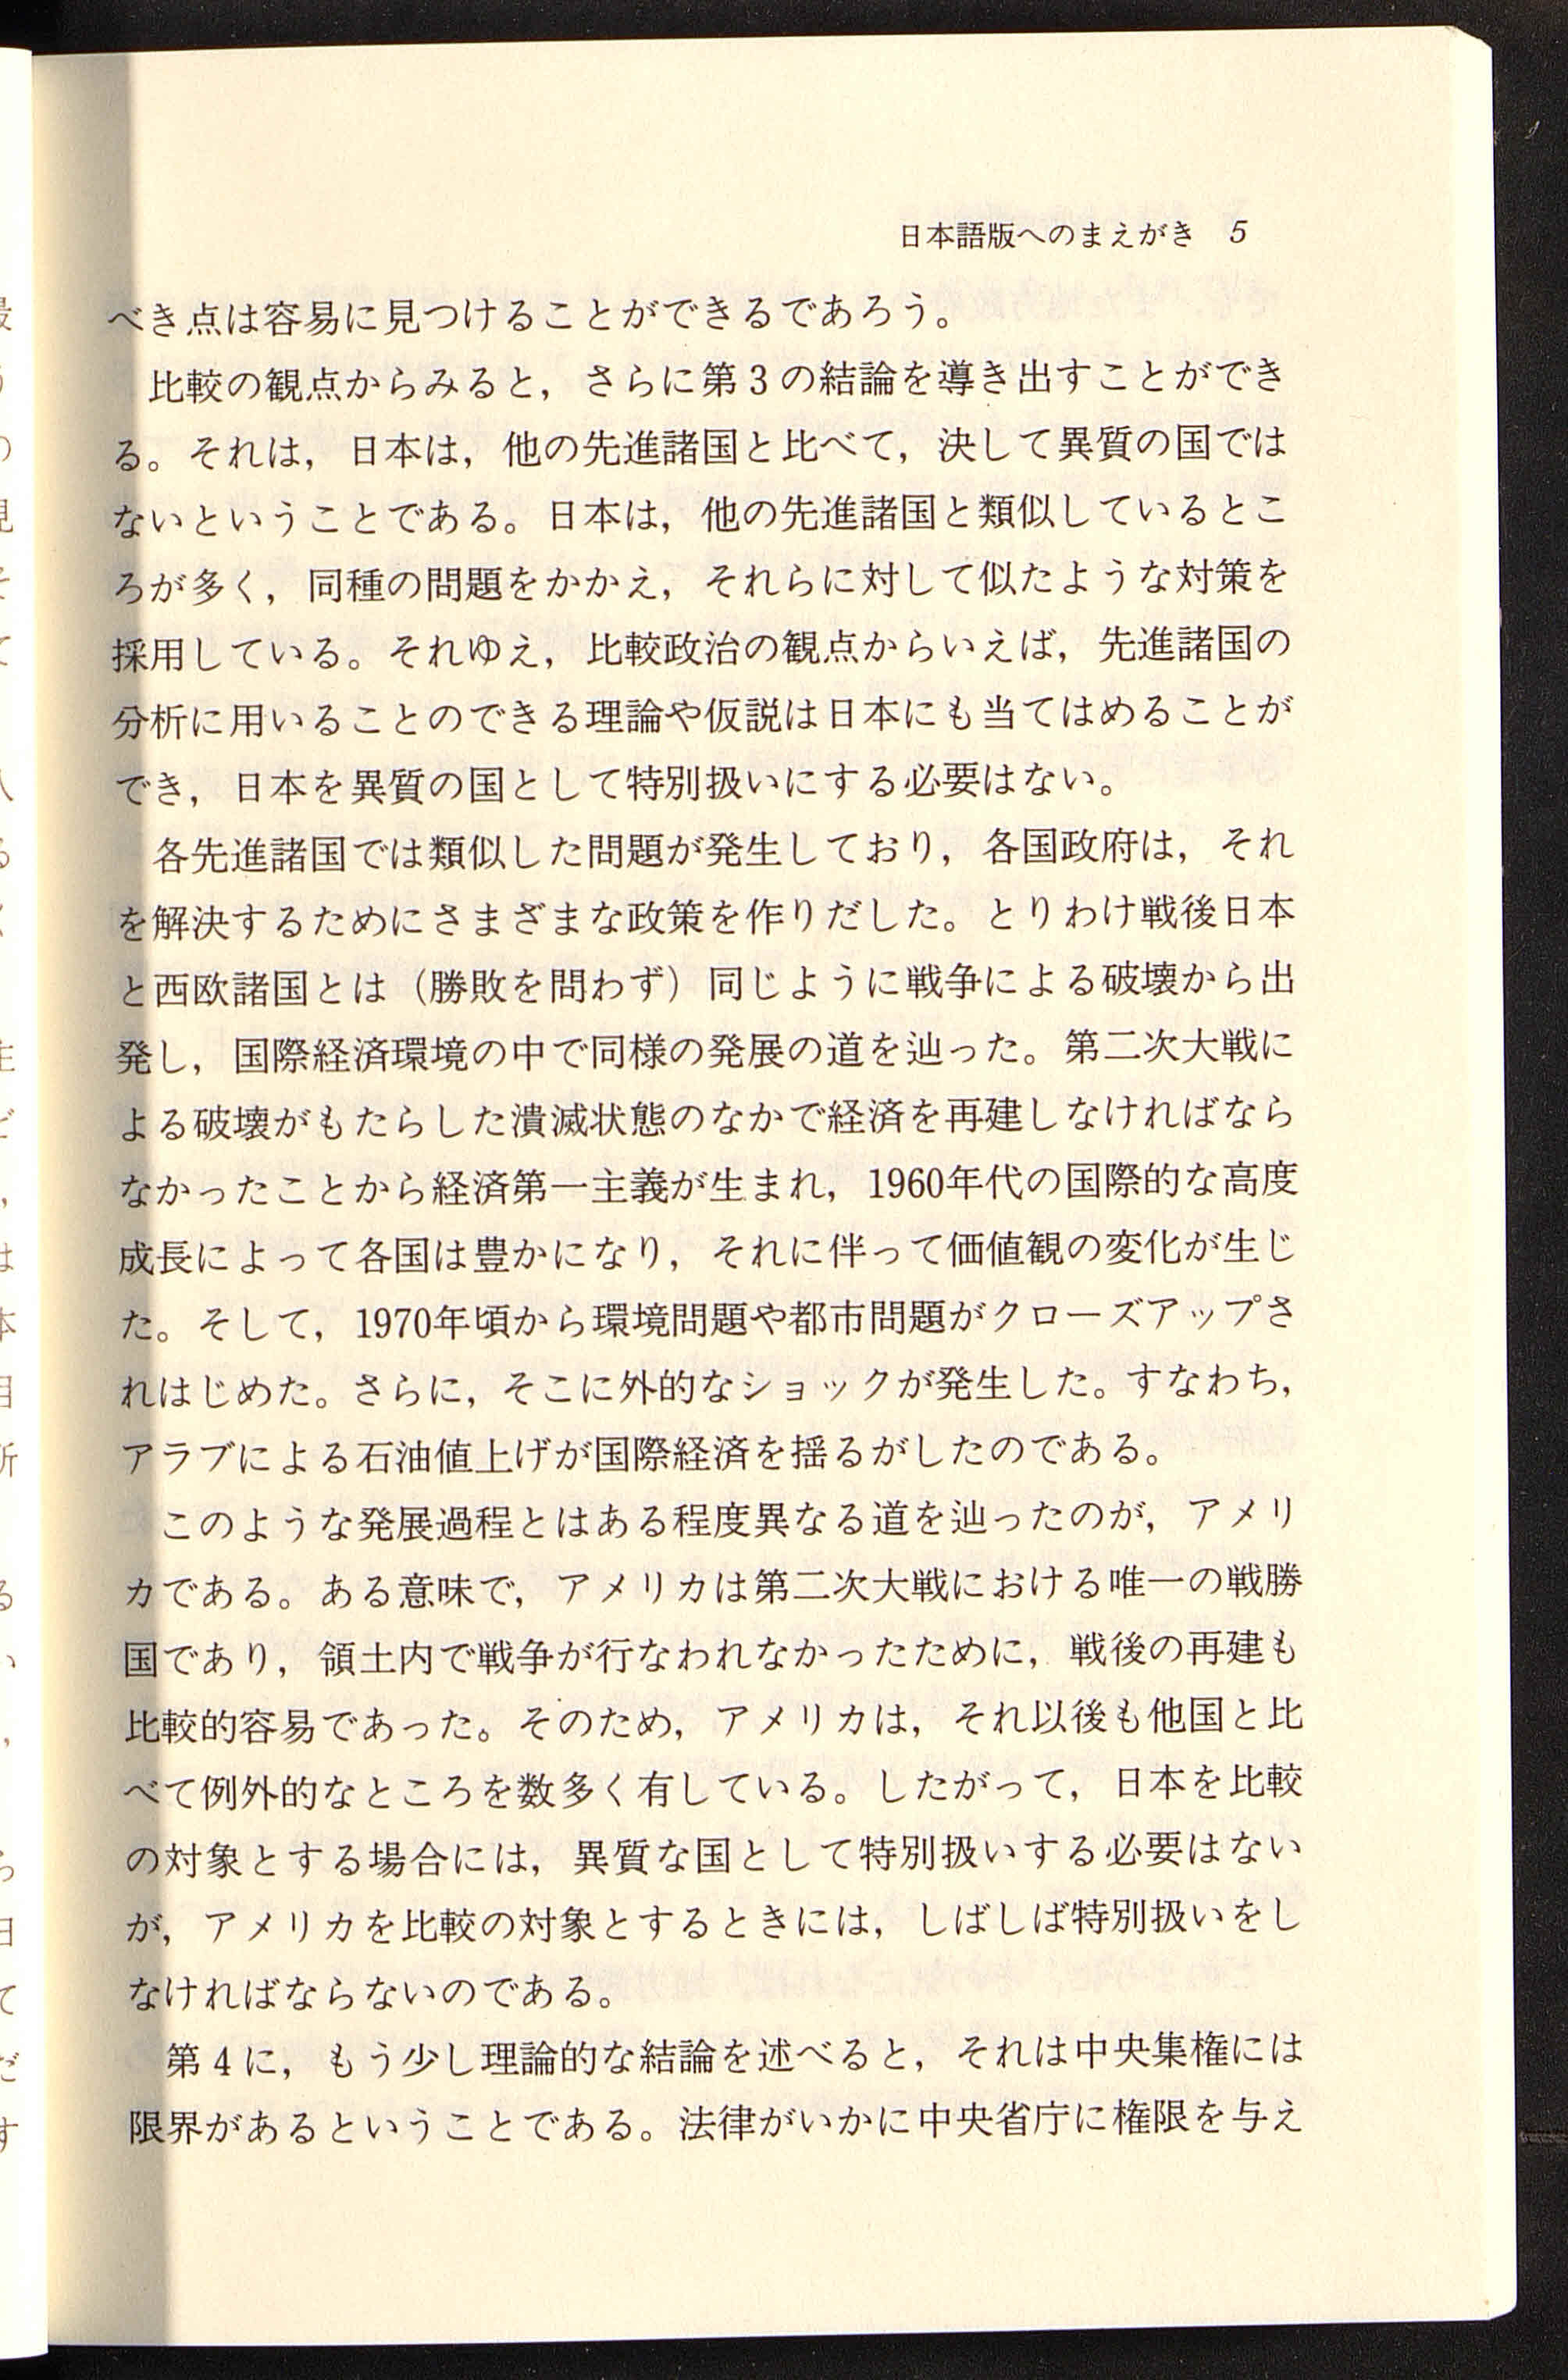 日本語版へのまえがき 5
べき点は容易に見つけることができるであろう。
比較の観点からみると，さらに第3の結論を導き出すことができ
る。それは，日本は，他の先進諸国と比べて，決して異質の国では
ないということである。日本は，他の先進諸国と類似しているとこ
ろが多く，同種の問題をかかえ，それらに対して似たような対策を
採用している。それゆえ，比較政治の観点からいえば，先進諸国の
分析に用いることのできる理論や仮説は日本にも当てはめることが
でき，日本を異質の国として特別扱いにする必要はない。
各先進諸国では類似した問題が発生しており，各国政府は，それ
を解決するためにさまざまな政策を作りだした。とりわけ戦後日本
と西欧諸国とは（勝敗を問わず）同じように戦争による破壊から出
発し，国際経済環境の中で同様の発展の道を辿った。第二次大戦に
よる破壊がもたらした潰滅状態のなかで経済を再建しなければなら
なかったことから経済第一主義が生まれ，1960年代の国際的な高度
成長によって各国は豊かになり，それに伴って価値観の変化が生じ
た。そして，1970年頃から環境問題や都市問題がクローズアップさ
れはじめた。さらに，そこに外的なショックが発生した。すなわち，
アラブによる石油値上げが国際経済を揺るがしたのである。
このような発展過程とはある程度異なる道を辿ったのが，アメリ
カである。ある意味で，アメリカは第二次大戦における唯一の戦勝
国であり，領土内で戦争が行なわれなかったために，戦後の再建も
比較的容易であった。そのため，アメリカは，それ以後も他国と比
べて例外的なところを数多く有している。したがって，日本を比較
の対象とする場合には，異質な国として特別扱いする必要はない
が，アメリカを比較の対象とするときには，しばしば特別扱いをし
なければならないのである。
第4に，もう少し理論的な結論を述べると，それは中央集権には
限界があるということである。法律がいかに中央省庁に権限を与え